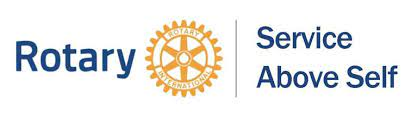 Rotary
ROTARY
INTERNATIONAL
Service
Above Self